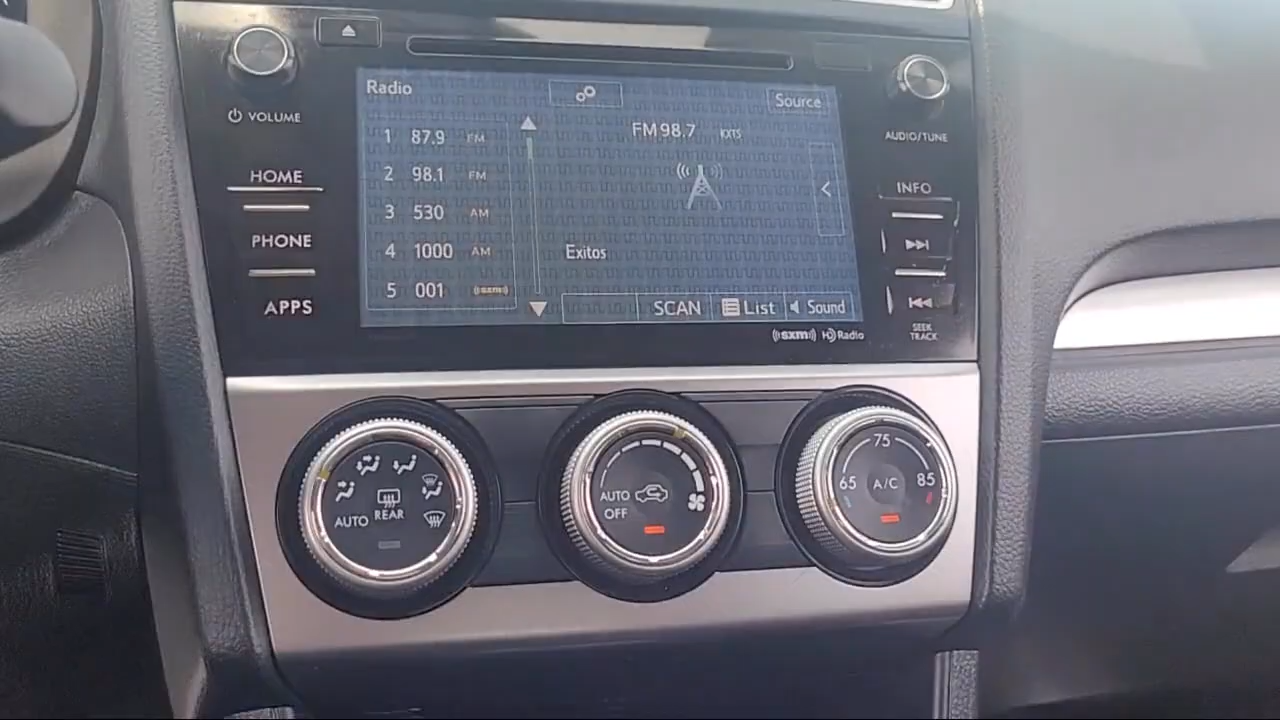 VOLUME
HOME
PHONE
APPS
Radio
Source
1 87.9 FM
2 98.1 FM
3 530 AM
4 1000 AM
5 001 ((sxm))
FM 98.7 KXTS
Exitos
SCAN List Sound
((sxm)) HD Radio
AUDIO/TUNE
INFO
SEEK
TRACK
AUTO
REAR
AUTO
OFF
75
65 A/C 85